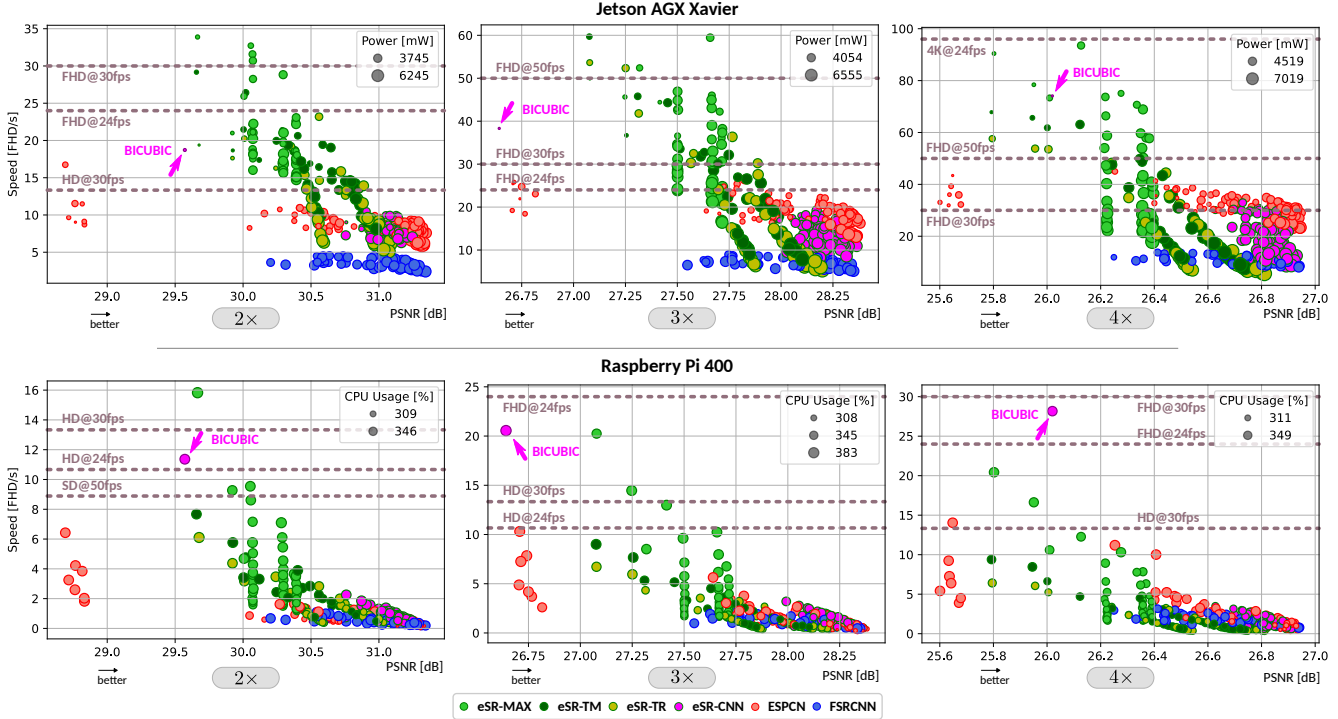 Jetson AGX Xavier
35
30
25
20
15
10
5
Speed [FHD/s]
FHD@30fps
FHD@24fps
HD@30fps
BICUBIC
Power [mW]
3745
6245
29.0 29.5 30.0 30.5 31.0
better
2×
PSNR [dB]
60
50
40
30
20
10
FHD@50fps
FHD@30fps
FHD@24fps
BICUBIC
Power [mW]
4054
6555
26.75 27.00 27.25 27.50 27.75 28.00 28.25
better
3×
PSNR [dB]
100
80
60
40
20
4K@24fps
FHD@50fps
FHD@30fps
BICUBIC
Power [mW]
4519
7019
25.6 25.8 26.0 26.2 26.4 26.6 26.8 27.0
better
4×
PSNR [dB]
Raspberry Pi 400
16
14
12
10
8
6
4
2
0
Speed [FHD/s]
HD@30fps
HD@24fps
SD@50fps
BICUBIC
CPU Usage [%]
309
346
29.0 29.5 30.0 30.5 31.0
better
2×
PSNR [dB]
25
20
15
10
5
0
FHD@24fps
HD@30fps
HD@24fps
BICUBIC
CPU Usage [%]
308
345
383
26.75 27.00 27.25 27.50 27.75 28.00 28.25
better
3×
PSNR [dB]
30
25
20
15
10
5
0
FHD@30fps
FHD@24fps
HD@30fps
BICUBIC
CPU Usage [%]
311
349
25.6 25.8 26.0 26.2 26.4 26.6 26.8 27.0
better
4×
PSNR [dB]
eSR-MAX eSR-TM eSR-TR eSR-CNN ESPCN FSRCNN